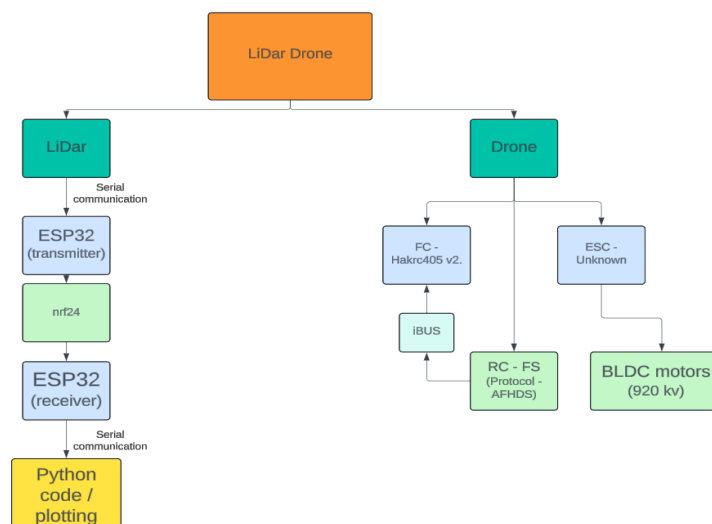 LiDar Drone
LiDar
Drone
Serial
communication
ESP32
(transmitter)
FC -
Hakrc405 v2.
ESC -
Unknown
nrf24
iBUS
ESP32
(receiver)
RC - FS
(Protocol -
AFHDS)
BLDC motors
(920 kv)
Serial
communication
Python
code /
plotting